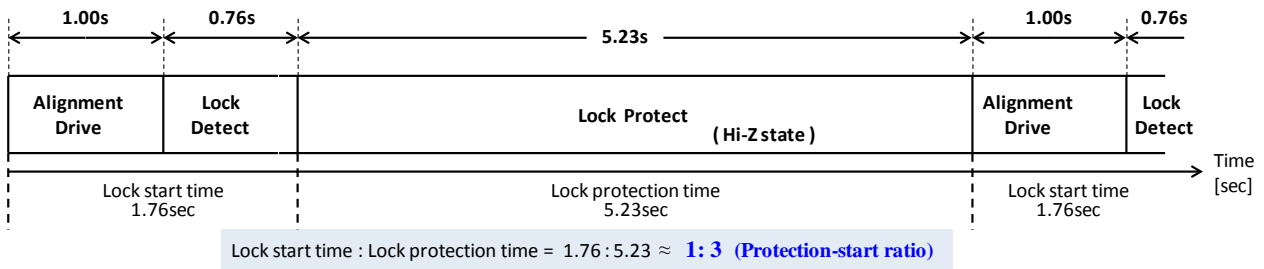 1.00s 0.76s 5.23s 1.00s 0.76s
Alignment Drive Lock Detect Lock Protect (Hi-Z state) Alignment Drive Lock Detect
Time [sec]
Lock start time 1.76sec Lock protection time 5.23sec Lock start time 1.76sec
Lock start time : Lock protection time = 1.76 : 5.23 ≈ 1: 3 (Protection-start ratio)